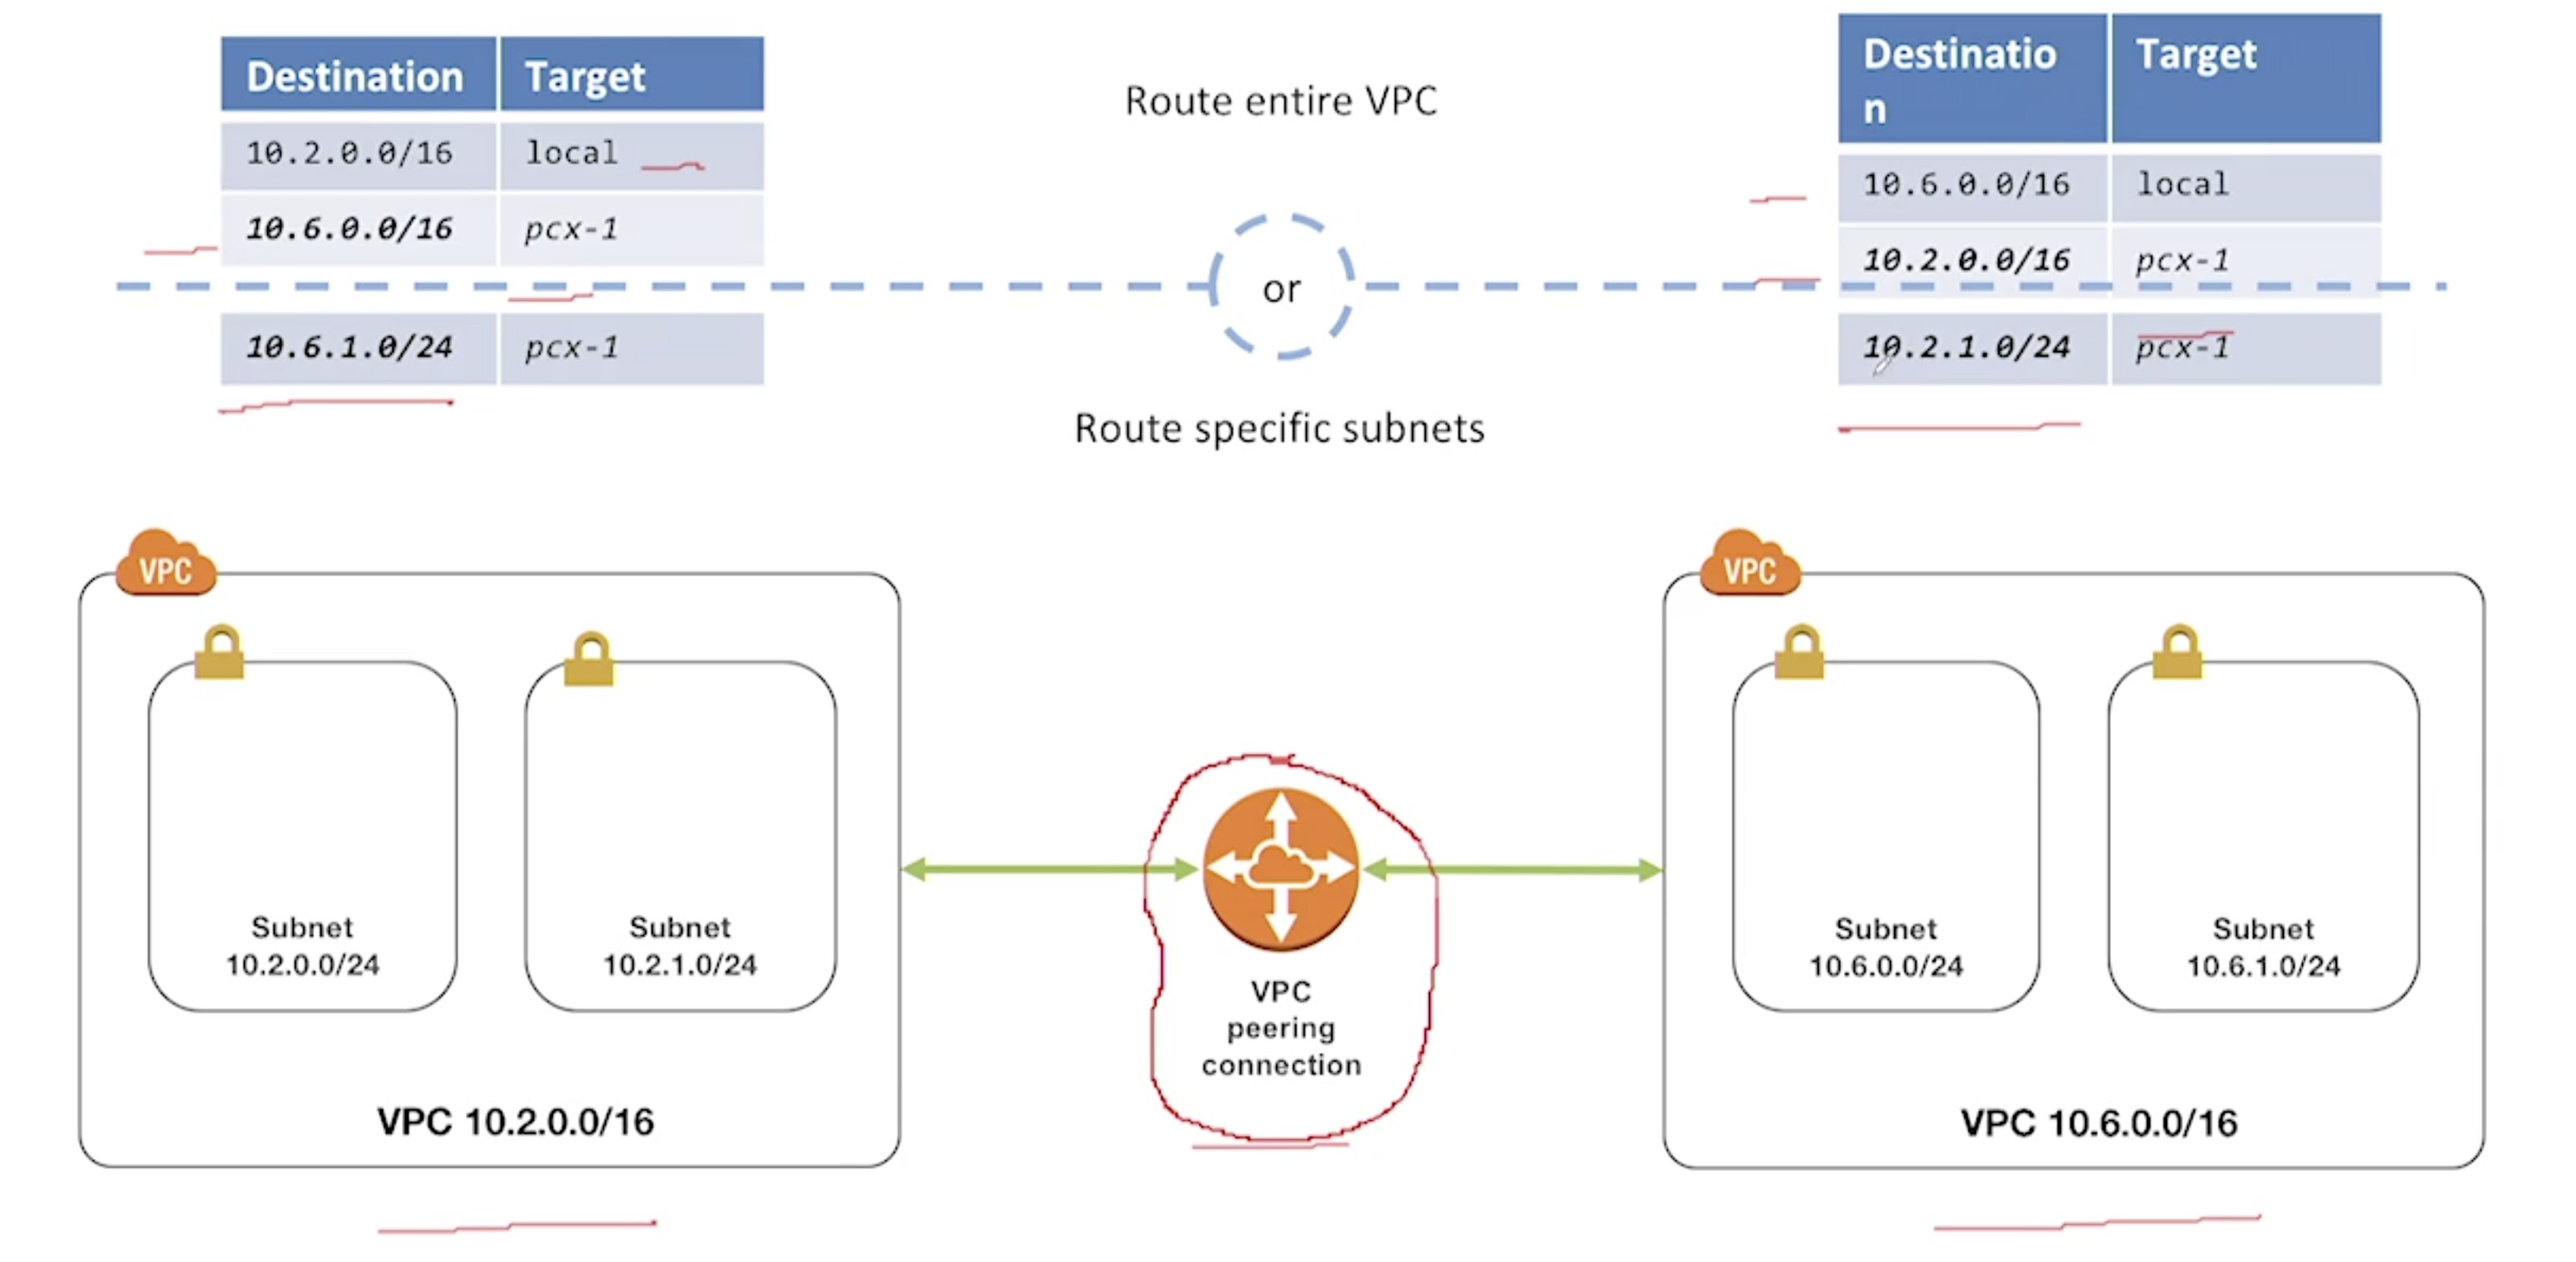 Destination Target
10.2.0.0/16 local
10.6.0.0/16 pcx-1
10.6.1.0/24 pcx-1
Route entire VPC
or
Route specific subnets
Destinatio
n
Target
10.6.0.0/16 local
10.2.0.0/16 pcx-1
10.2.1.0/24 pcx-1
VPC
Subnet
10.2.0.0/24
Subnet
10.2.1.0/24
VPC 10.2.0.0/16
VPC
peering
connection
VPC
Subnet
10.6.0.0/24
Subnet
10.6.1.0/24
VPC 10.6.0.0/16